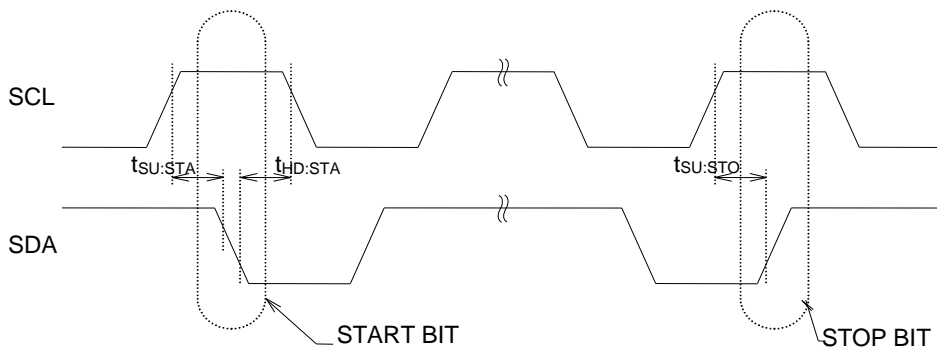 SCL
tSU:STA
tHD:STA
tSU:STO
SDA
START BIT
STOP BIT